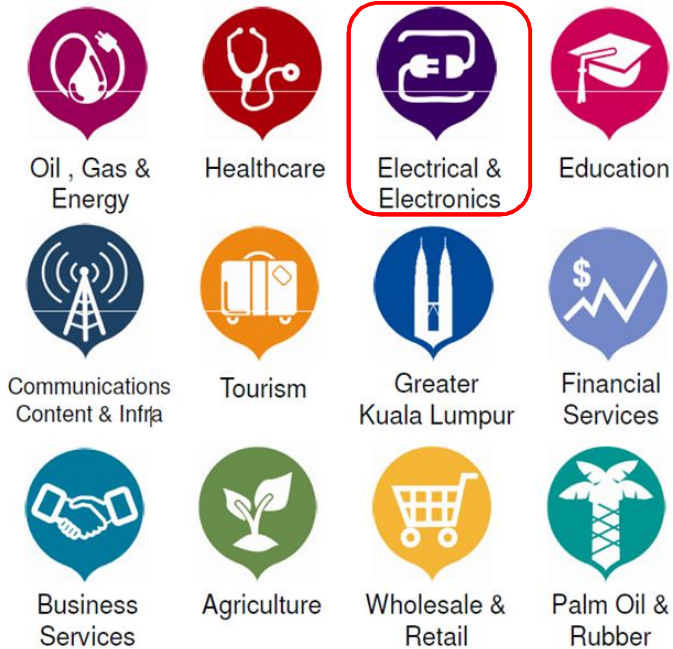 Oil , Gas &
Energy
Healthcare
Electrical &
Electronics
Education
Communications
Content & Infra
Tourism
Greater
Kuala Lumpur
$
Financial
Services
Business
Services
Agriculture
Wholesale &
Retail
Palm Oil &
Rubber